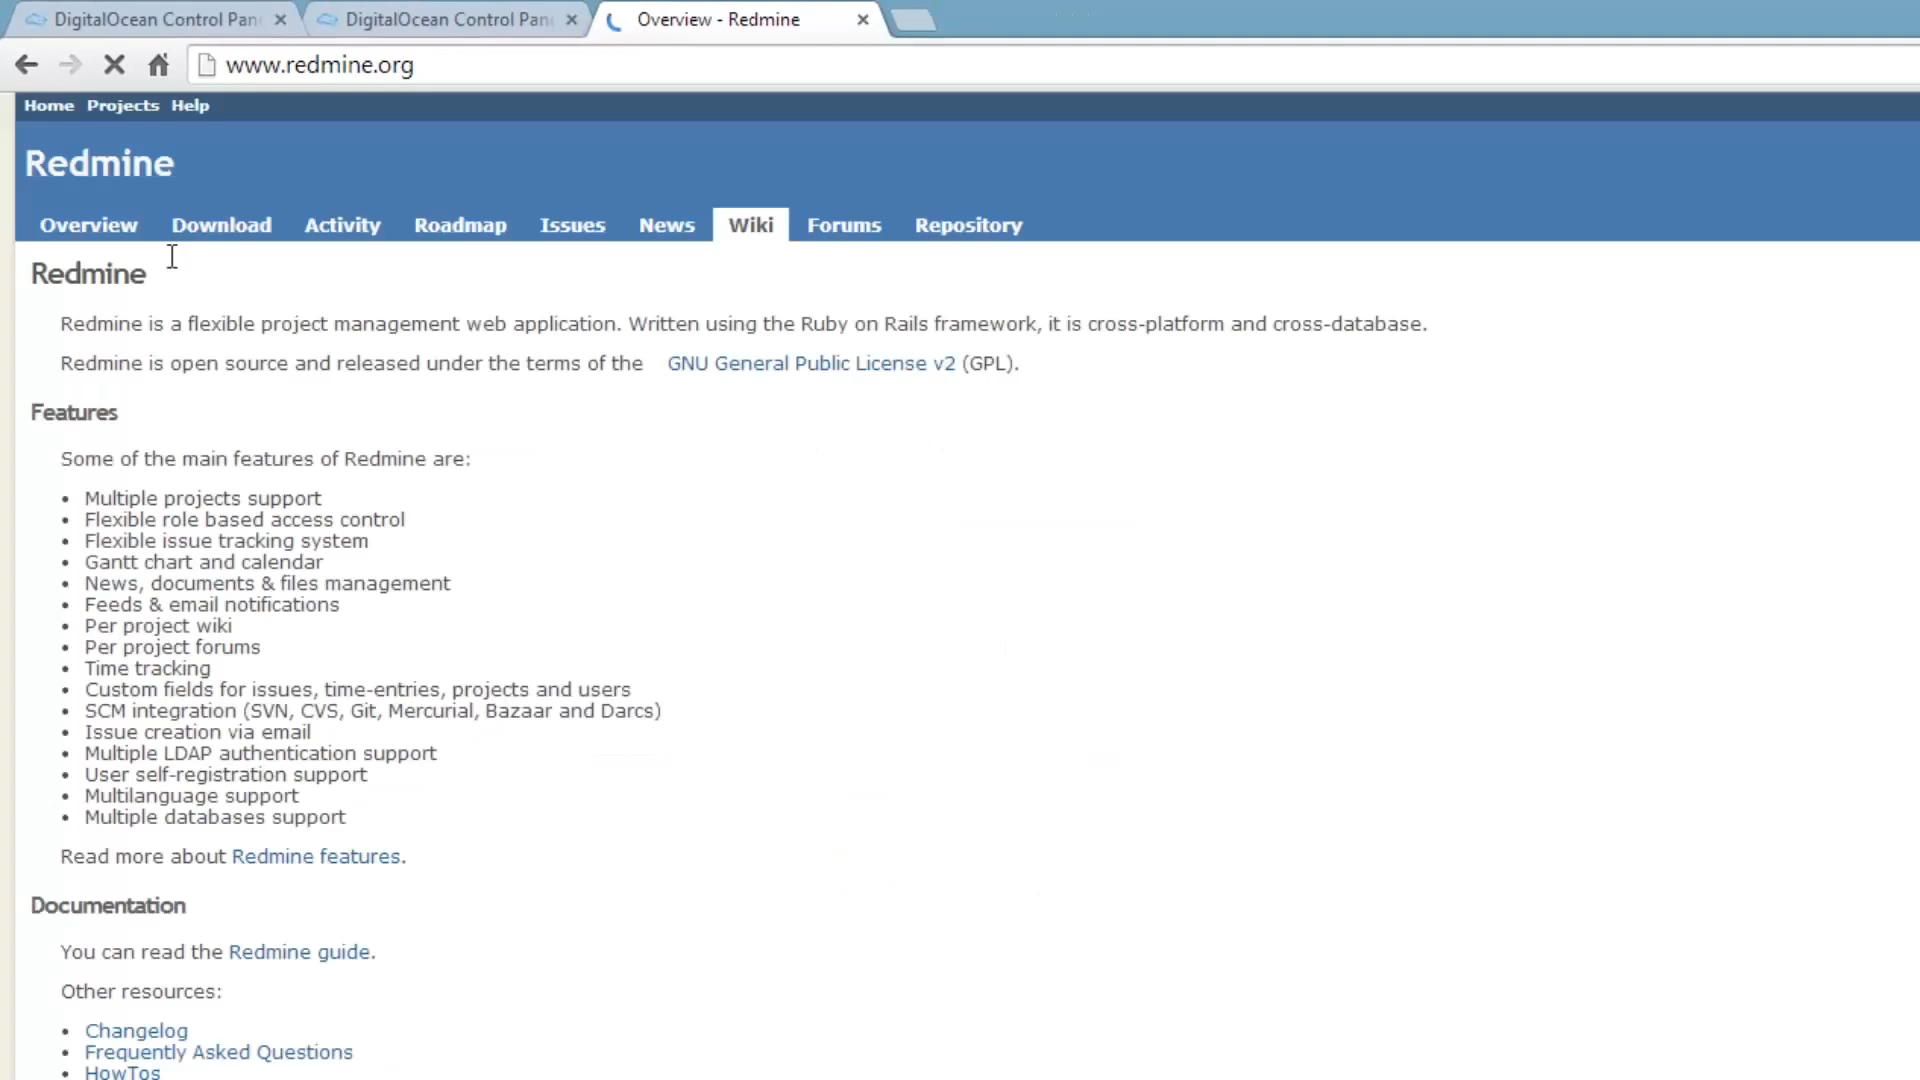 DigitalOcean Control Pan
DigitalOcean Control Pan
Overview - Redmine
www.redmine.org
Home Projects Help
Redmine
Overview Download Activity Roadmap Issues News Wiki Forums Repository
Redmine
Redmine is a flexible project management web application. Written using the Ruby on Rails framework, it is cross-platform and cross-database.
Redmine is open source and released under the terms of the GNU General Public License v2 (GPL).
Features
Some of the main features of Redmine are:
• Multiple projects support
• Flexible role based access control
• Flexible issue tracking system
• Gantt chart and calendar
• News, documents & files management
• Feeds & email notifications
• Per project wiki
• Per project forums
• Time tracking
• Custom fields for issues, time-entries, projects and users
• SCM integration (SVN, CVS, Git, Mercurial, Bazaar and Darcs)
• Issue creation via email
• Multiple LDAP authentication support
• User self-registration support
• Multilanguage support
• Multiple databases support
Read more about Redmine features.
Documentation
You can read the Redmine guide.
Other resources:
• Changelog
• Frequently Asked Questions
• HowTos